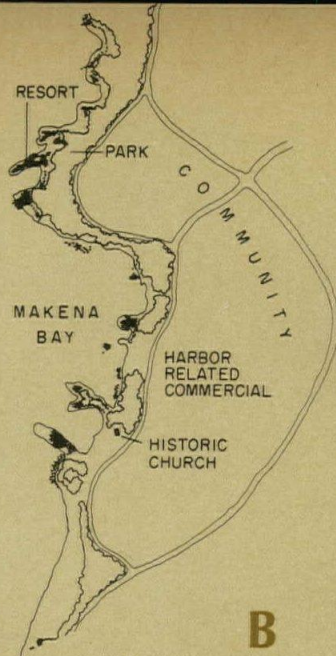 RESORT
PARK
COMMUNITY
MAKENA
BAY
HARBOR
RELATED
COMMERCIAL
HISTORIC
CHURCH
B